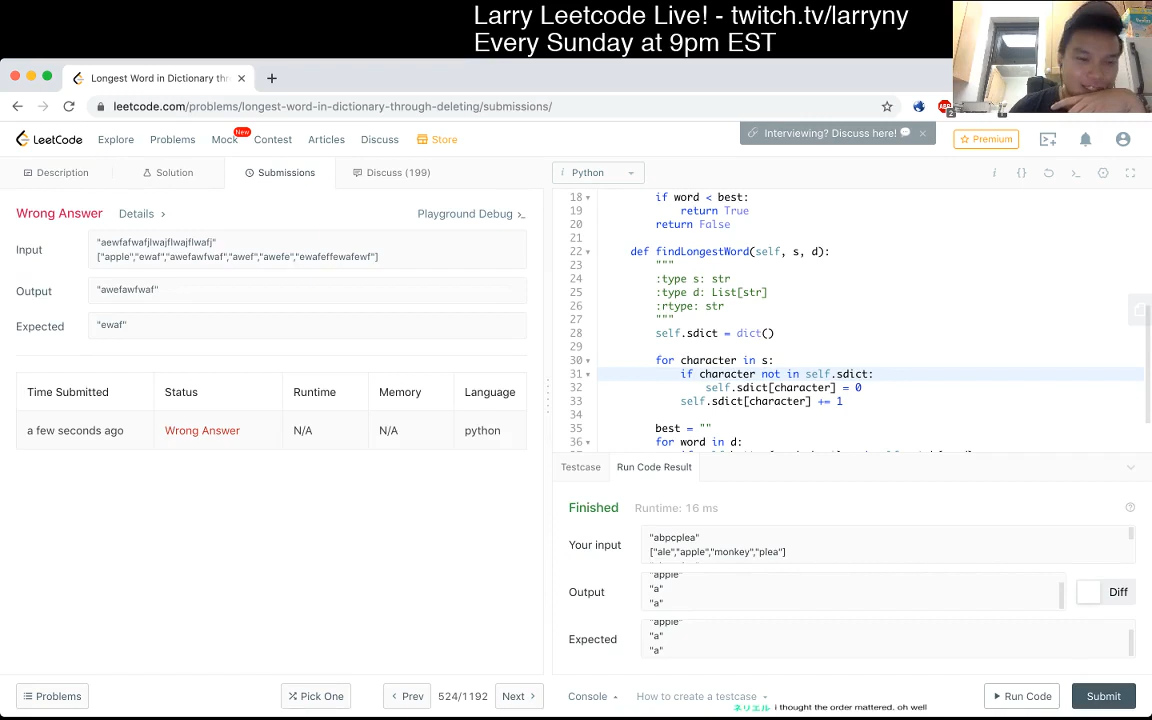 Larry Leetcode Live! - twitch.tv/larryny
Every Sunday at 9pm EST
Longest Word in Dictionary thr
leetcode.com/problems/longest-word-in-dictionary-through-deleting/submissions/
ABP
2
LeetCode
Explore
Problems
Mock
New
Contest
Articles
Discuss
Store
Interviewing? Discuss here!
Premium
Description
Solution
Submissions
Discuss (199)
Python
Wrong Answer
Details >
Playground Debug >_
Input
"aewfafwafjlwajflwajflwafj"
["apple","ewaf","awefawfwaf","awef","awefe","ewafeffewafewf"]
Output
"awefawfwaf"
Expected
"ewaf"
Time Submitted
Status
Runtime
Memory
Language
a few seconds ago
Wrong Answer
N/A
N/A
python
18 if word < best:
19 return True
20 return False
21
22 def findLongestWord(self, s, d):
23 """
24 :type s: str
25 :type d: List[str]
26 :rtype: str
27 """
28 self.sdict = dict()
29
30 for character in s:
31 if character not in self.sdict:
32 self.sdict[character] = 0
33 self.sdict[character] += 1
34
35 best = ""
36 for word in d:
Testcase
Run Code Result
Finished
Runtime: 16 ms
Your input
"abpcplea"
["ale","apple","monkey","plea"]
Output
"apple"
"a"
"a"
Diff
Expected
"apple"
"a"
"a"
Problems
Pick One
< Prev
524/1192
Next >
Console
How to create a testcase
Run Code
Submit
ネリエル i thought the order mattered. oh well